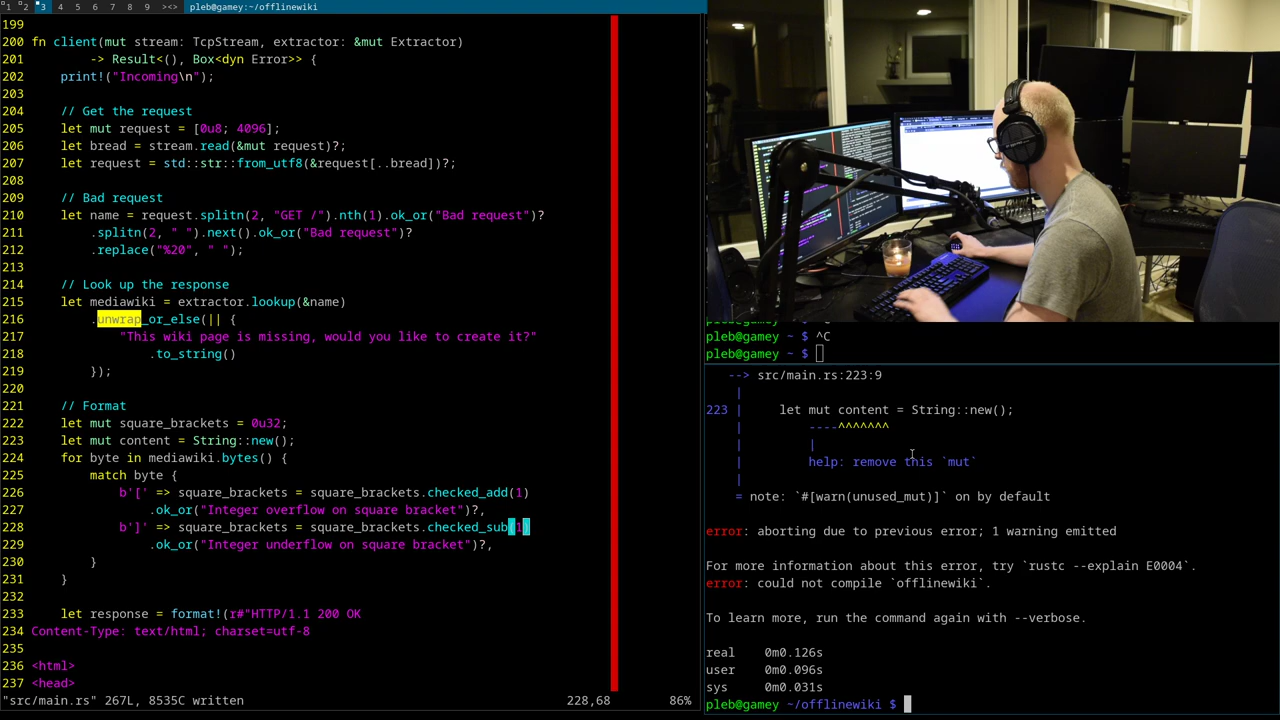 1 2 3 4 5 6 7 8 9 ><> pleb@gamey:~/offlinewiki
199
200 fn client(mut stream: TcpStream, extractor: &mut Extractor)
201         -> Result<(), Box<dyn Error>> {
202     print!("Incoming\n");
203
204     // Get the request
205     let mut request = [0u8; 4096];
206     let bread = stream.read(&mut request)?;
207     let request = std::str::from_utf8(&request[..bread])?;
208
209     // Bad request
210     let name = request.splitn(2, "GET /").nth(1).ok_or("Bad request")?
211         .splitn(2, " ").next().ok_or("Bad request")?
212         .replace("%20", " ");
213
214     // Look up the response
215     let mediawiki = extractor.lookup(&name)
216         .unwrap_or_else(|| {
217             "This wiki page is missing, would you like to create it?"
218                 .to_string()
219         });
220
221     // Format
222     let mut square_brackets = 0u32;
223     let mut content = String::new();
224     for byte in mediawiki.bytes() {
225         match byte {
226             b'[' => square_brackets = square_brackets.checked_add(1)
227                 .ok_or("Integer overflow on square bracket")?,
228             b']' => square_brackets = square_brackets.checked_sub(1)
229                 .ok_or("Integer underflow on square bracket")?,
230         }
231     }
232
233     let response = format!(r#"HTTP/1.1 200 OK
234 Content-Type: text/html; charset=utf-8
235
236 <html>
237 <head>
"src/main.rs" 267L, 8535C written 228,68 86%
pleb@gamey ~ $ ^C
pleb@gamey ~ $
--> src/main.rs:223:9
|
223 |     let mut content = String::new();
|         ----^^^^^^^
|         |
|         help: remove this `mut`
|
= note: `#[warn(unused_mut)]` on by default
error: aborting due to previous error; 1 warning emitted
For more information about this error, try `rustc --explain E0004`.
error: could not compile `offlinewiki`.
To learn more, run the command again with --verbose.
real 0m0.126s
user 0m0.096s
sys 0m0.031s
pleb@gamey ~/offlinewiki $